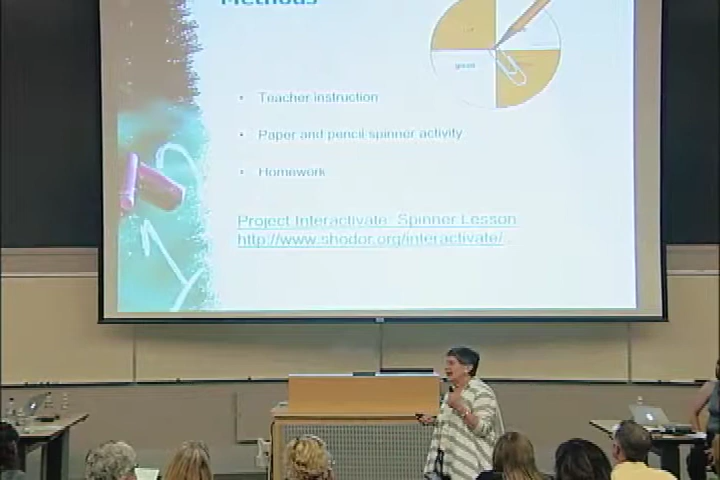 Methods
• Teacher instruction
• Paper and pencil spinner activity
• Homework
Project Interactivate: Spinner Lesson
http://www.shodor.org/interactivate/